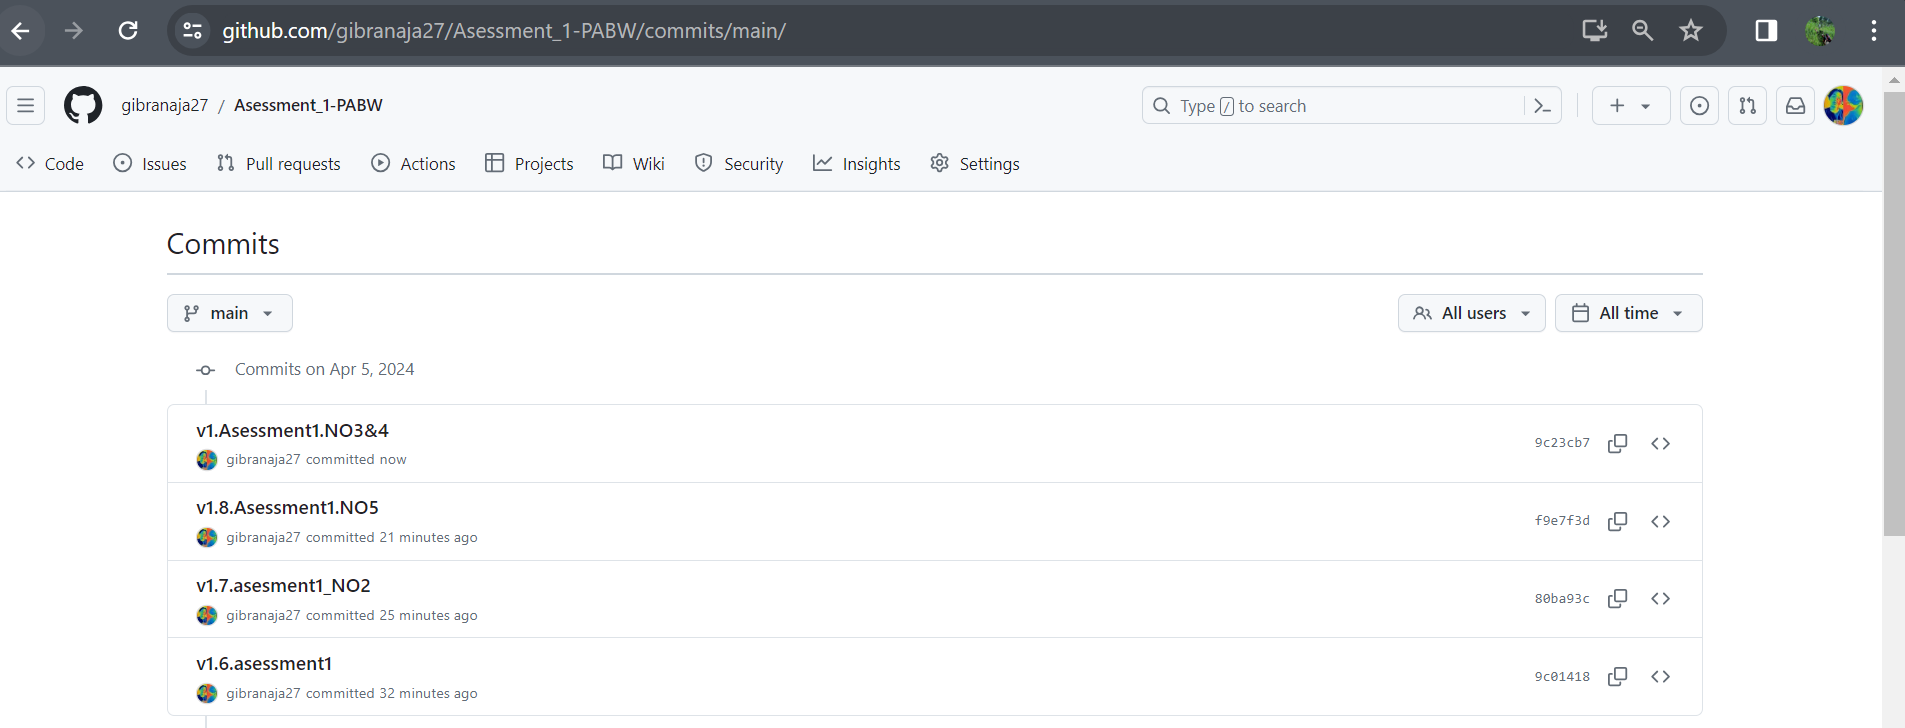 github.com/gibranaja27/Asessment_1-PABW/commits/main/
gibranaja27 / Asessment_1-PABW
Type / to search
Code Issues Pull requests Actions Projects Wiki Security Insights Settings
Commits
main
All users All time
Commits on Apr 5, 2024
v1.Asessment1.NO3&4
gibranaja27 committed now
9c23cb7
v1.8.Asessment1.NO5
gibranaja27 committed 21 minutes ago
f9e7f3d
v1.7.asesment1_NO2
gibranaja27 committed 25 minutes ago
80ba93c
v1.6.asessment1
gibranaja27 committed 32 minutes ago
9c01418